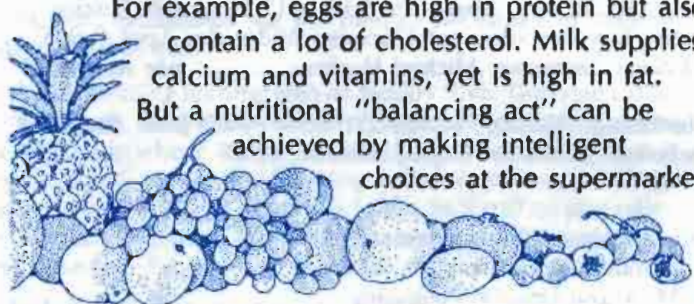 For example, eggs are high in protein but also
contain a lot of cholesterol. Milk supplies
calcium and vitamins, yet is high in fat.
But a nutritional "balancing act" can be
achieved by making intelligent
choices at the supermarke